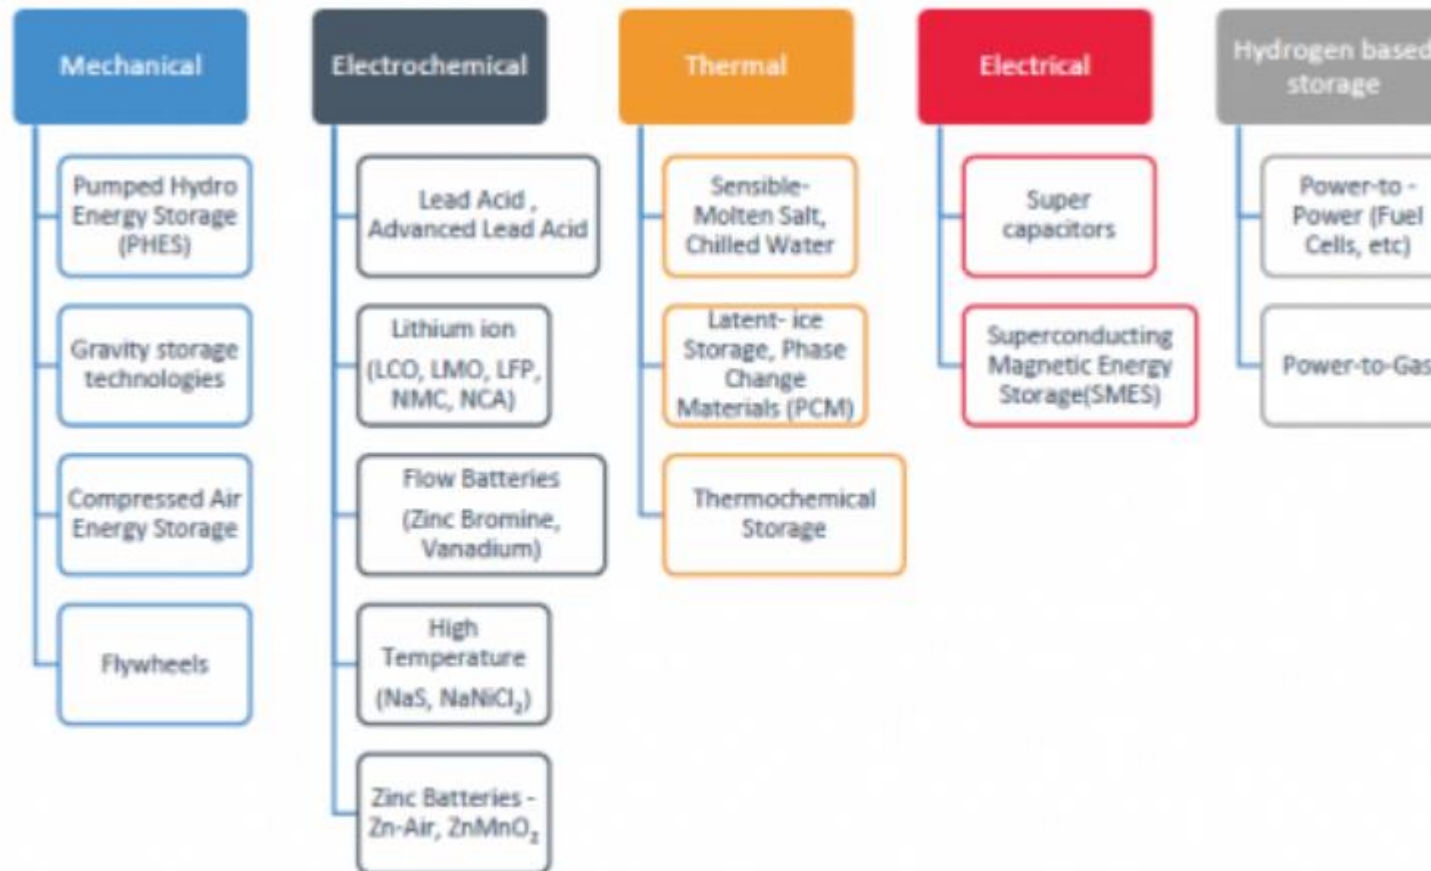 Mechanical
Pumped Hydro
Energy Storage
(PHES)
Gravity storage
technologies
Compressed Air
Energy Storage
Flywheels
Electrochemical
Lead Acid ,
Advanced Lead Acid
Lithium ion
(LCO, LMO, LFP,
NMC, NCA)
Flow Batteries
(Zinc Bromine,
Vanadium)
High
Temperature
(NaS, NaNiCl₂)
Zinc Batteries -
Zn-Air, ZnMnO₂
Thermal
Sensible-
Molten Salt,
Chilled Water
Latent- ice
Storage, Phase
Change
Materials (PCM)
Thermochemical
Storage
Electrical
Super
capacitors
Superconducting
Magnetic Energy
Storage(SMES)
Hydrogen based
storage
Power-to -
Power (Fuel
Cells, etc)
Power-to-Gas